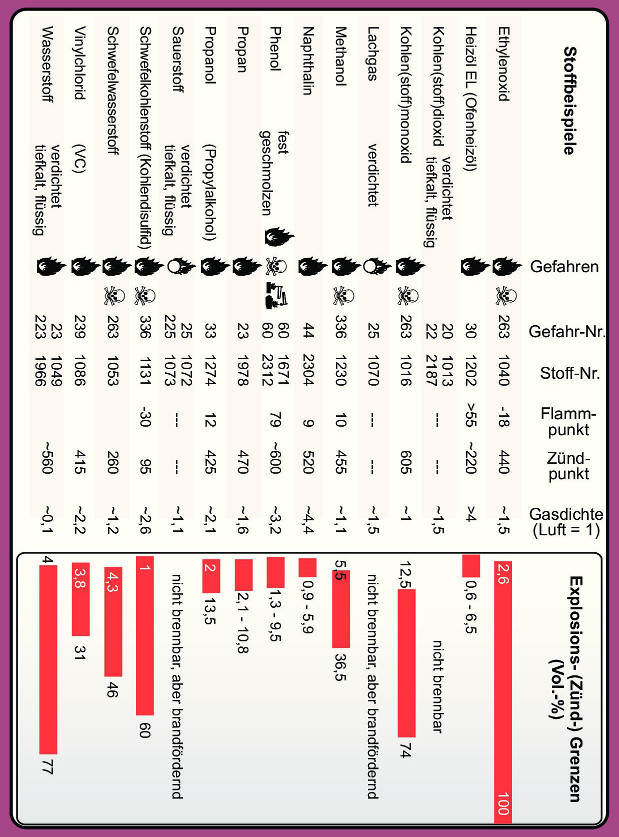 Stoffbeispiele Gefahren Gefahr-Nr. Stoff-Nr. Flamm-punkt Zünd-punkt Gasdichte (Luft = 1) Explosions- (Zünd-) Grenzen (Vol.-%)
Ethylenoxid 263 1040 -18 440 ~1,5 2,6 100
Heizöl EL (Ofenheizöl) 30 1202 >55 ~220 >4 0,6 - 6,5
Kohlen(stoff)dioxid verdichtet 20 1013 --- --- ~1,5 nicht brennbar
tiefkalt, flüssig 22 2187
Kohlen(stoff)monoxid 263 1016 605 ~1 12,5 74
Lachgas verdichtet 25 1070 --- --- ~1,5 nicht brennbar, aber brandfördernd
Methanol 336 1230 10 455 ~1,1 5,5 36,5
Naphthalin 44 2304 9 520 ~4,4 0,9 - 5,9
Phenol fest 60 1671 79 ~600 ~3,2 1,3 - 9,5
geschmolzen 60 2312
Propan 23 1978 470 ~1,6 2,1 - 10,8
Propanol (Propylalkohol) 33 1274 12 425 ~2,1 2 13,5
Sauerstoff verdichtet 25 1072 --- --- ~1,1 nicht brennbar, aber brandfördernd
tiefkalt, flüssig 225 1073
Schwefelkohlenstoff (Kohlendisulfid) 336 1131 -30 95 ~2,6 1 60
Schwefelwasserstoff 263 1053 260 ~1,2 4,3 46
Vinylchlorid (VC) 239 1086 415 ~2,2 3,8 31
Wasserstoff verdichtet 23 1049 ~560 ~0,1 4 77
tiefkalt, flüssig 223 1966